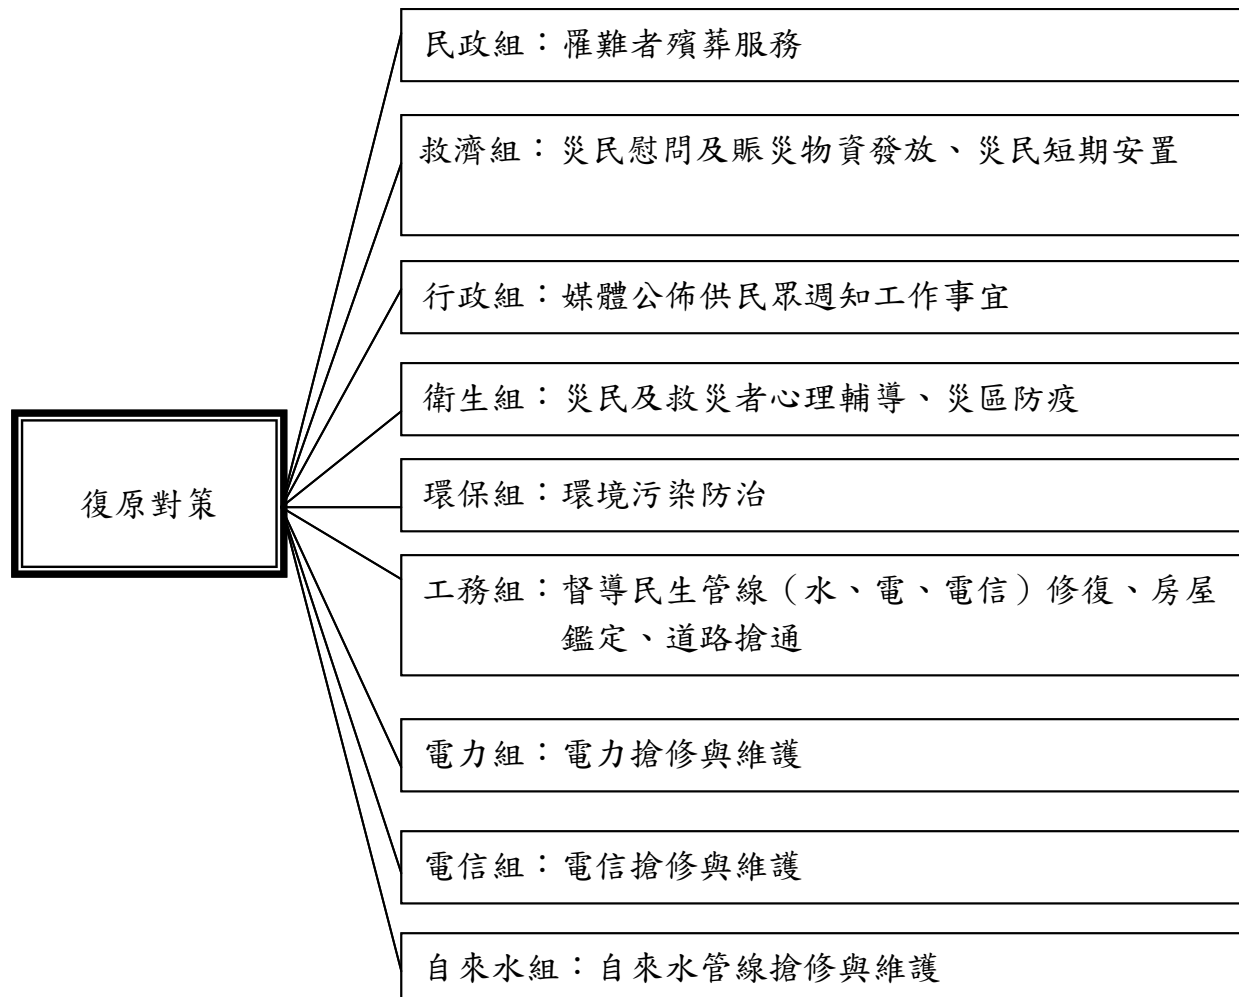 民政組：罹難者殯葬服務
救濟組：災民慰問及賑災物資發放、災民短期安置
行政組：媒體公佈供民眾週知工作事宜
衛生組：災民及救災者心理輔導、災區防疫
復原對策
環保組：環境污染防治
工務組：督導民生管線（水、電、電信）修復、房屋
鑑定、道路搶通
電力組：電力搶修與維護
電信組：電信搶修與維護
自來水組：自來水管線搶修與維護